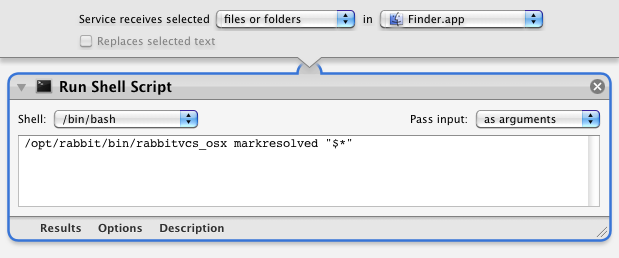 Service receives selected files or folders in Finder.app
Replaces selected text
Run Shell Script
Shell: /bin/bash Pass input: as arguments
/opt/rabbit/bin/rabbitvcs_osx markresolved "$*"
Results Options Description